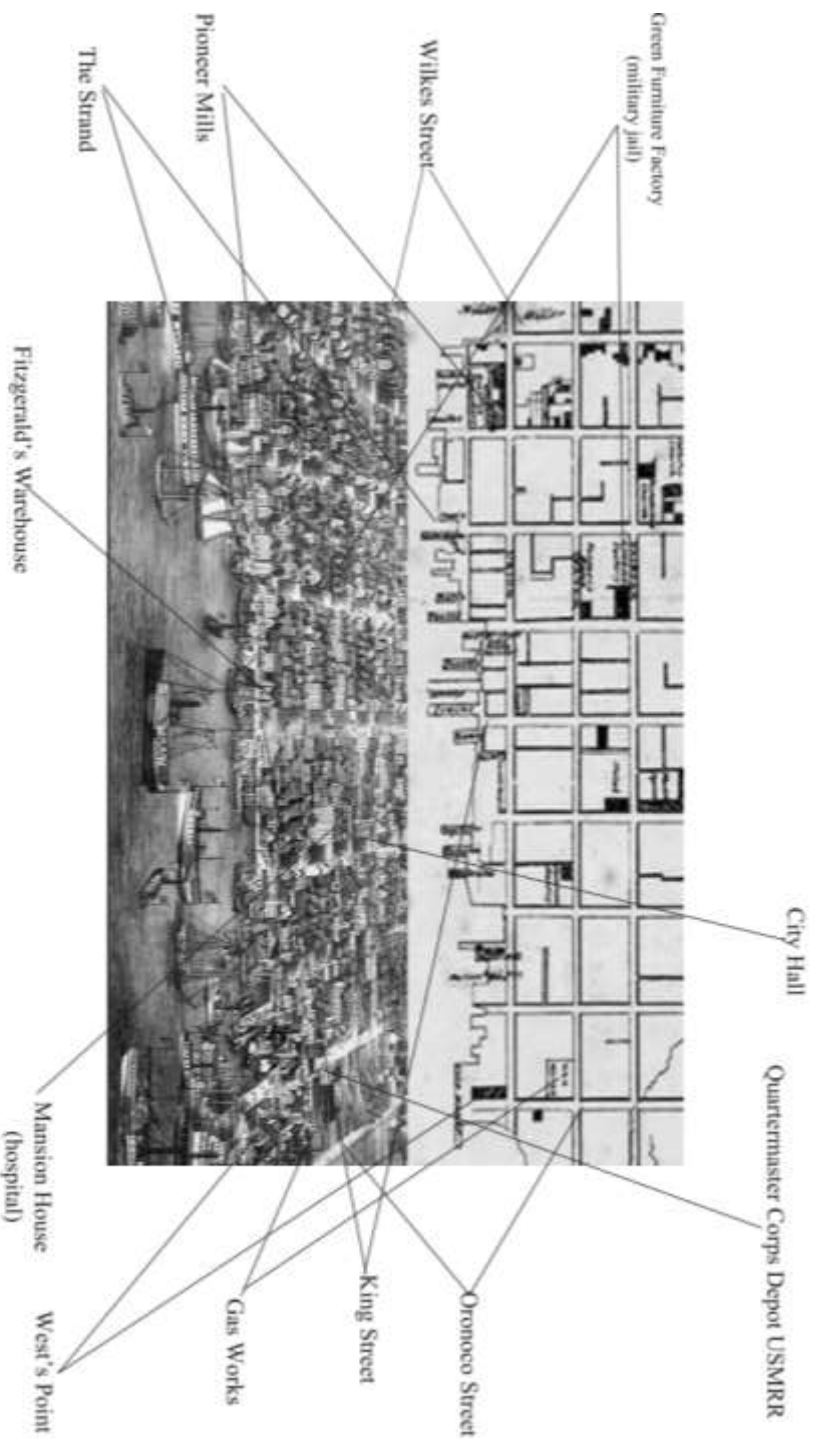 Green Furniture Factory
(military jail)
Wilkes Street
Pioneer Mills
The Strand
City Hall
Quartermaster Corps Depot USMRR
Fitzgerald's Warehouse
Mansion House
(hospital)
West's Point
Gas Works
King Street
Oronoco Street